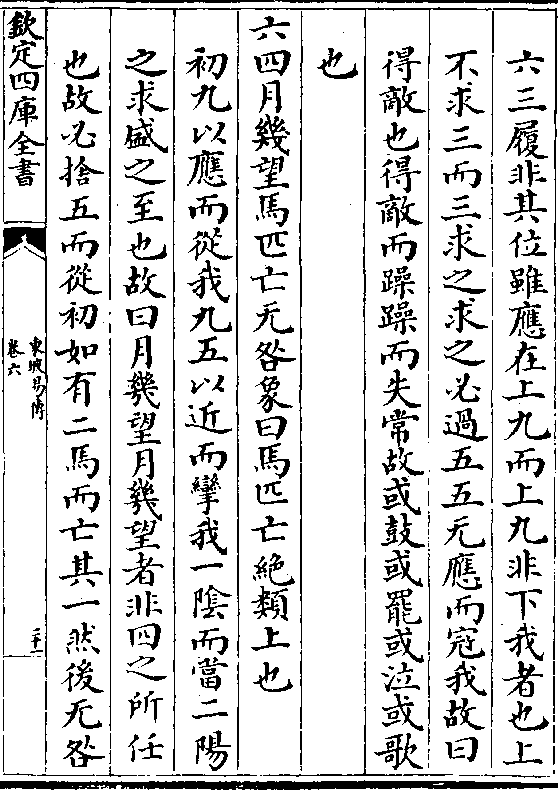 六三履非其位雖應在上九而上九非下我者也上
不求三而三求之求之必過五五无應而寇我故曰
得敵也得敵而躁躁而失常故或鼓或罷或泣或歌
也
六四月幾望馬匹亡无咎象曰馬匹亡絶類上也
初九以應而從我九五以近而攣我一隂而當二陽
之求盛之至也故曰月幾望月幾望者非四之所任
也故必捨五而從初如有二馬而亡其一然後无咎
欽定四庫全書
東坡易傳
卷六
三十二